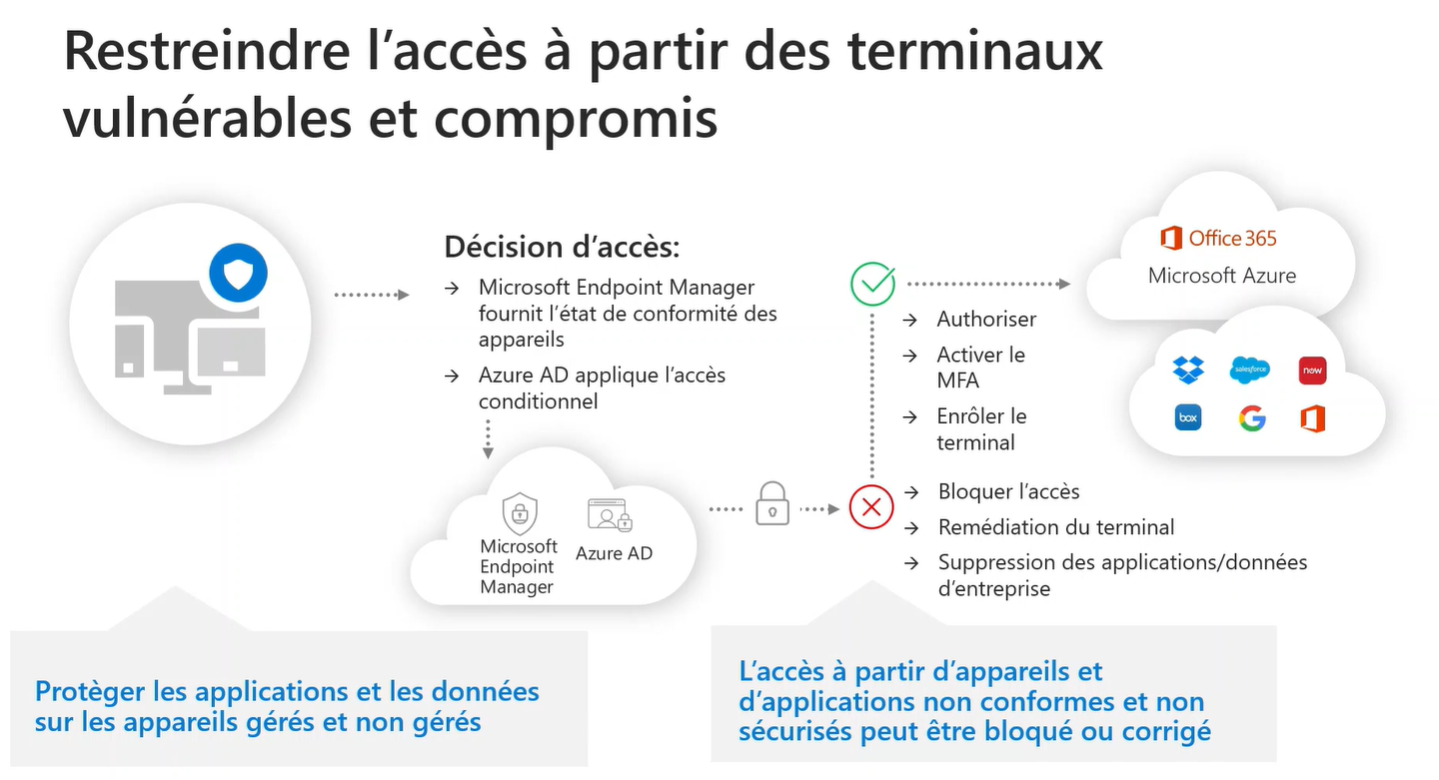 Restreindre l’accès à partir des terminaux
vulnérables et compromis
Décision d’accès:
→ Microsoft Endpoint Manager
fournit l’état de conformité des
appareils
→ Azure AD applique l’accès
conditionnel
Microsoft
Endpoint
Manager
Azure AD
→ Authoriser
→ Activer le
MFA
→ Enrôler le
terminal
→ Bloquer l’accès
→ Remédiation du terminal
→ Suppression des applications/données
d’entreprise
Office 365
Microsoft Azure
salesforce
now
box
Protèger les applications et les données
sur les appareils gérés et non gérés
L’accès à partir d’appareils et
d’applications non conformes et non
sécurisés peut être bloqué ou corrigé